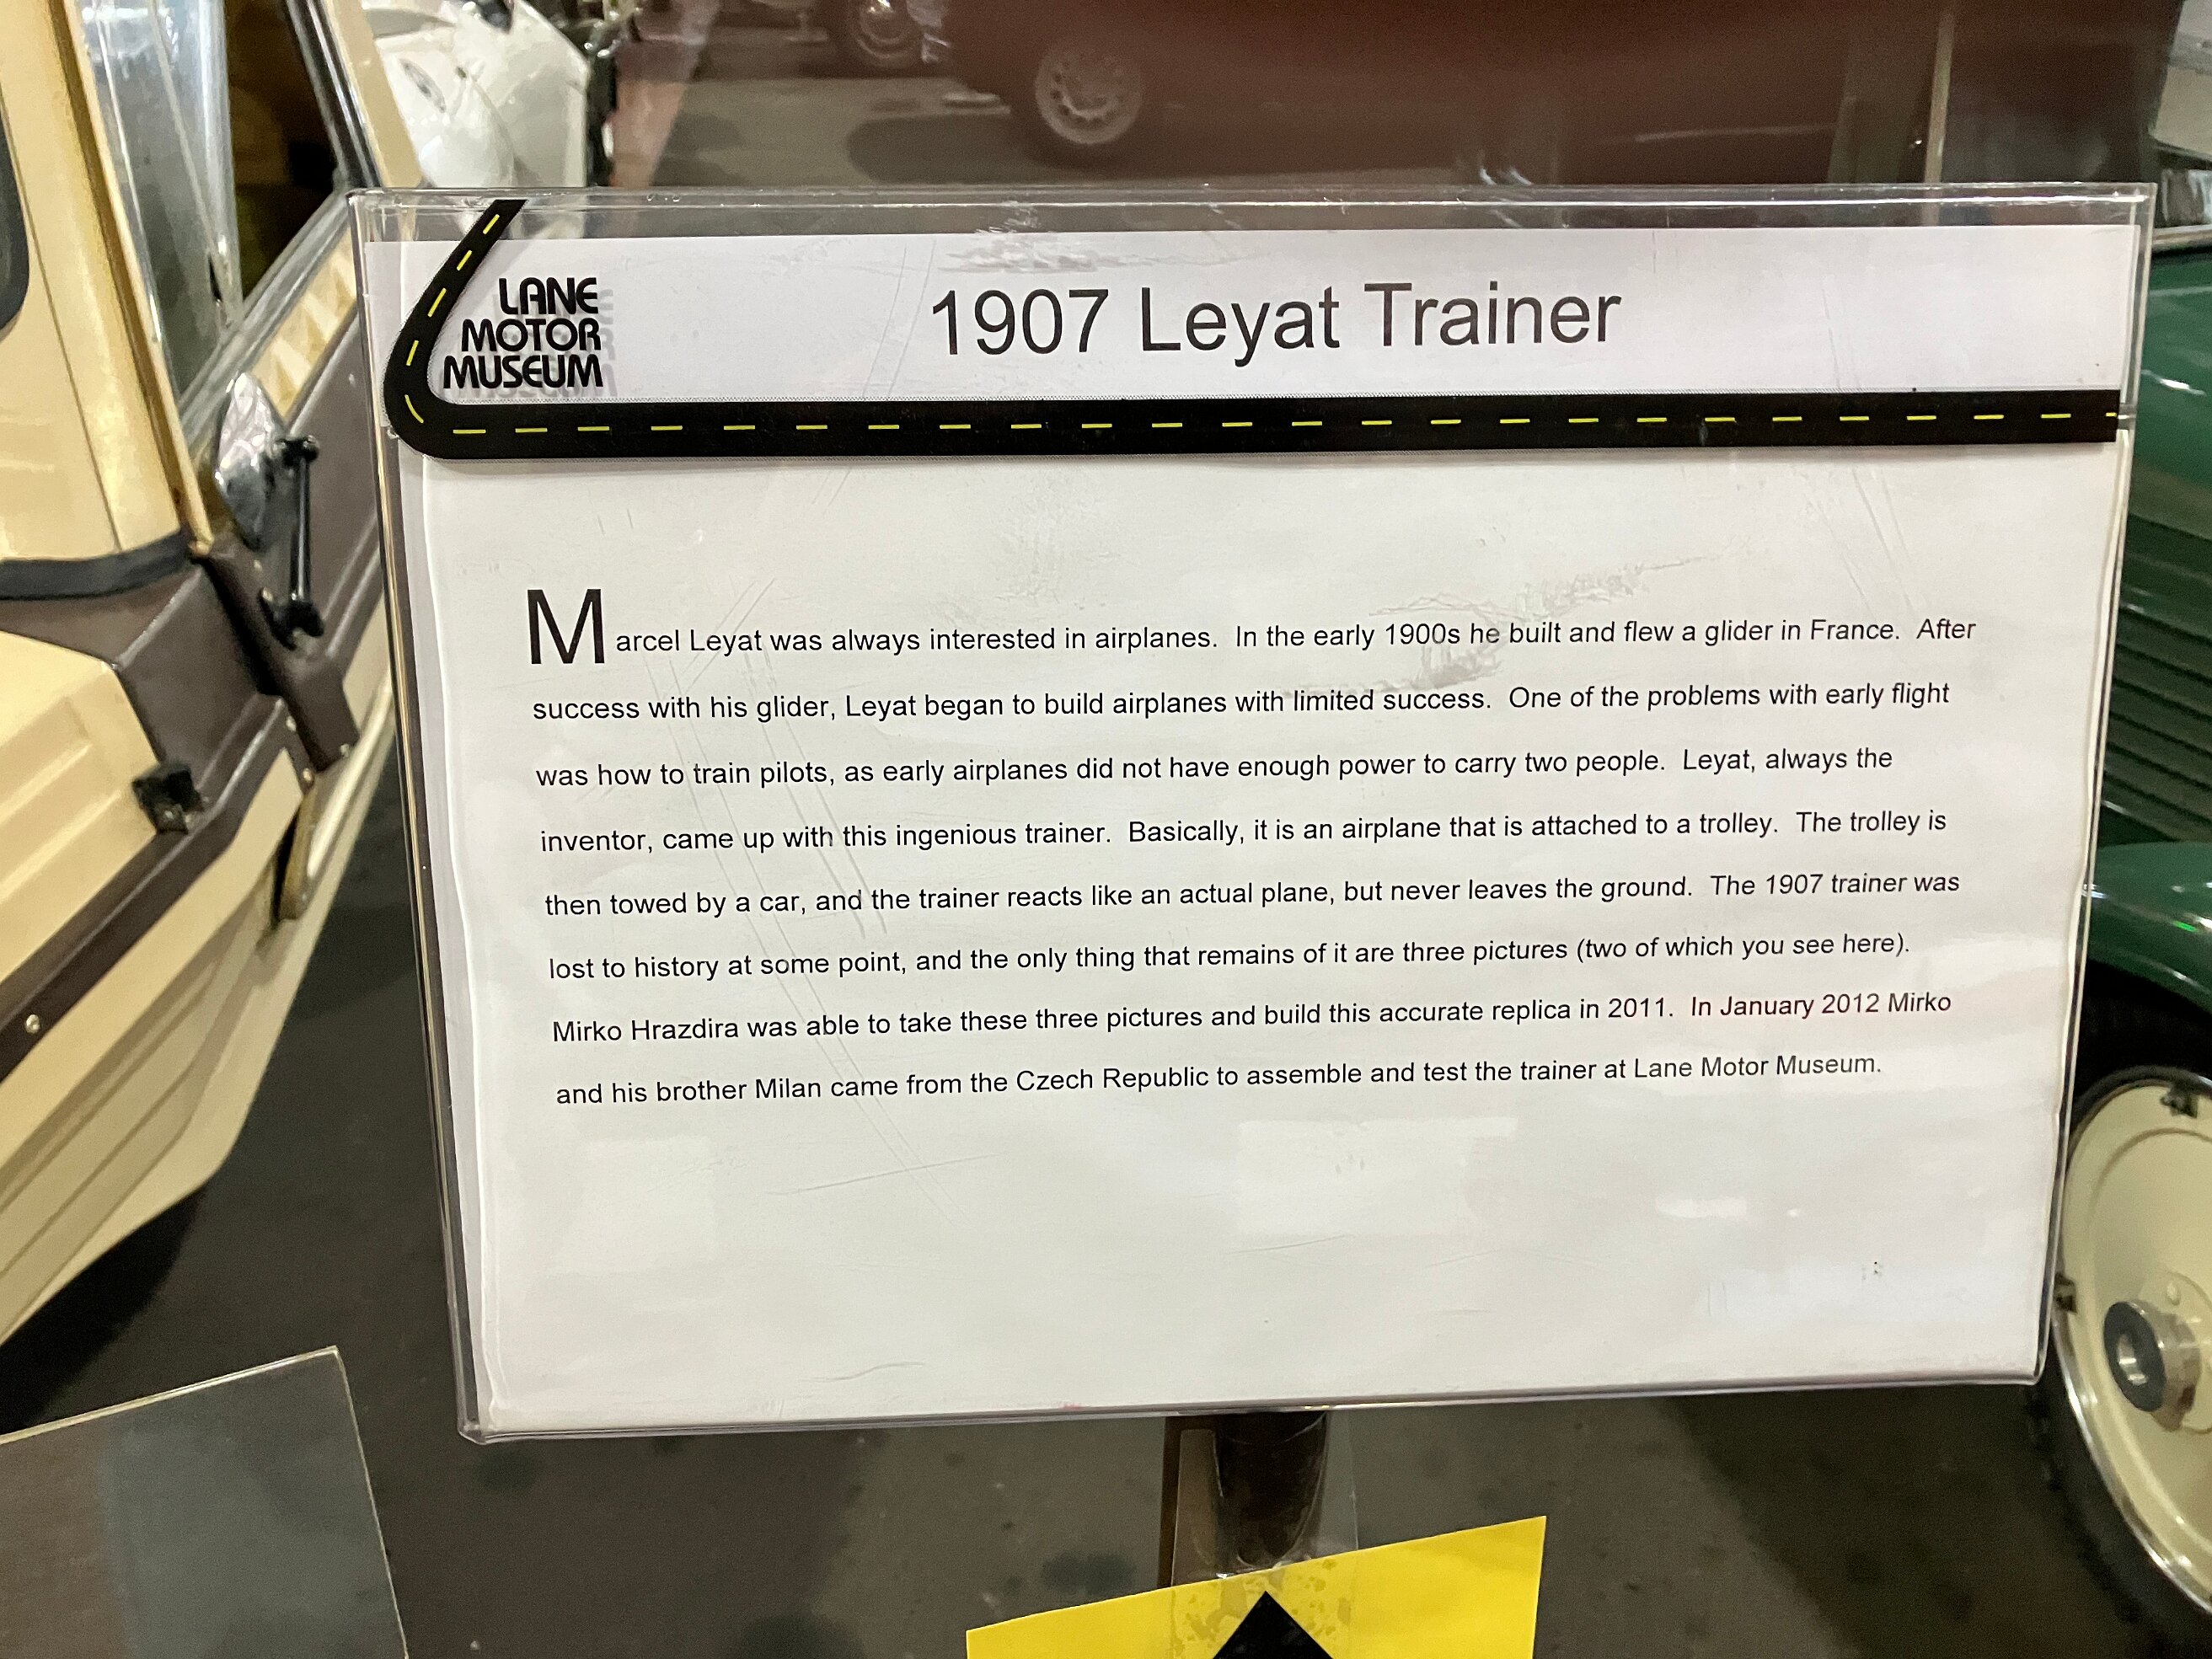 LANE
MOTOR
MUSEUM
1907 Leyat Trainer
Marcel Leyat was always interested in airplanes. In the early 1900s he built and flew a glider in France. After
success with his glider, Leyat began to build airplanes with limited success. One of the problems with early flight
was how to train pilots, as early airplanes did not have enough power to carry two people. Leyat, always the
inventor, came up with this ingenious trainer. Basically, it is an airplane that is attached to a trolley. The trolley is
then towed by a car, and the trainer reacts like an actual plane, but never leaves the ground. The 1907 trainer was
lost to history at some point, and the only thing that remains of it are three pictures (two of which you see here).
Mirko Hrazdira was able to take these three pictures and build this accurate replica in 2011. In January 2012 Mirko
and his brother Milan came from the Czech Republic to assemble and test the trainer at Lane Motor Museum.